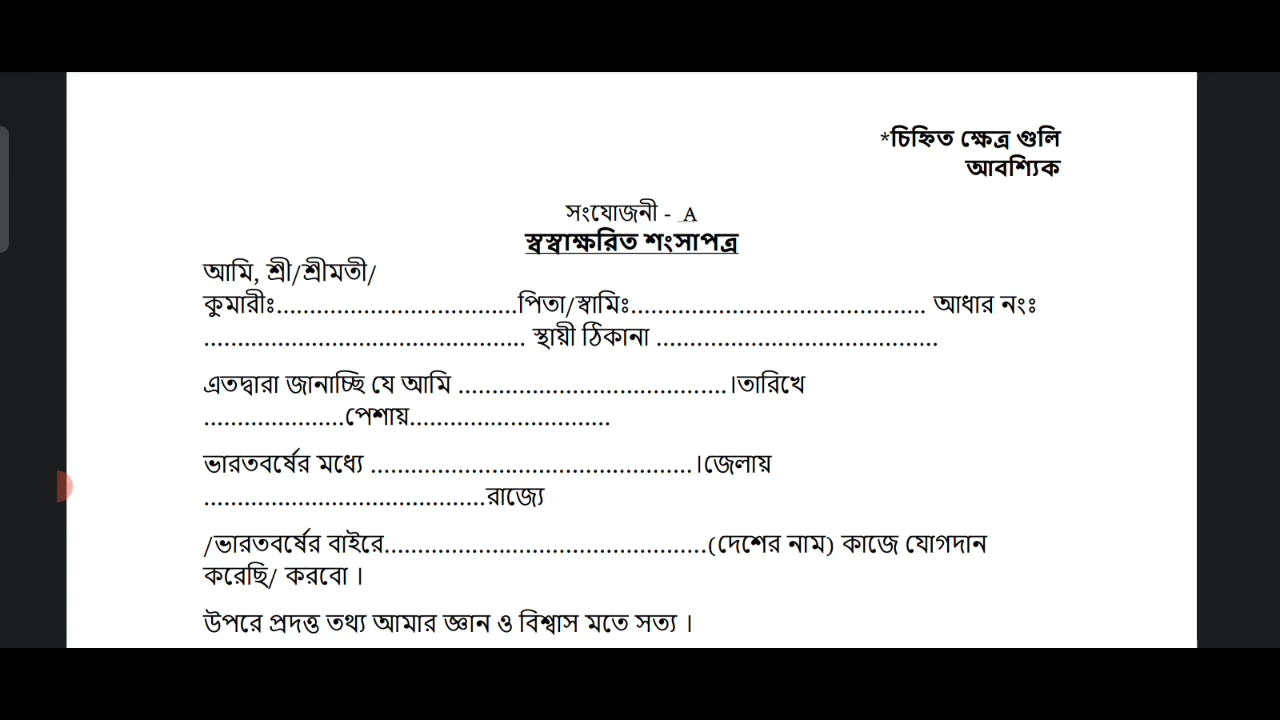 *চিহ্নিত ক্ষেত্র গুলি
আবশ্যিক
সংযোজনী - A
স্বস্বাক্ষরিত শংসাপত্র
আমি, শ্রী/শ্রীমতী/
কুমারীঃ....................................পিতা/স্বামিঃ............................................ আধার নংঃ
................................................ স্থায়ী ঠিকানা ..........................................
এতদ্বারা জানাচ্ছি যে আমি ........................................।তারিখে
.....................পেশায়..............................
ভারতবর্ষের মধ্যে ................................................।জেলায়
..........................................রাজ্যে
/ভারতবর্ষের বাইরে................................................(দেশের নাম) কাজে যোগদান
করেছি/ করবো ।
উপরে প্রদত্ত তথ্য আমার জ্ঞান ও বিশ্বাস মতে সত্য ।